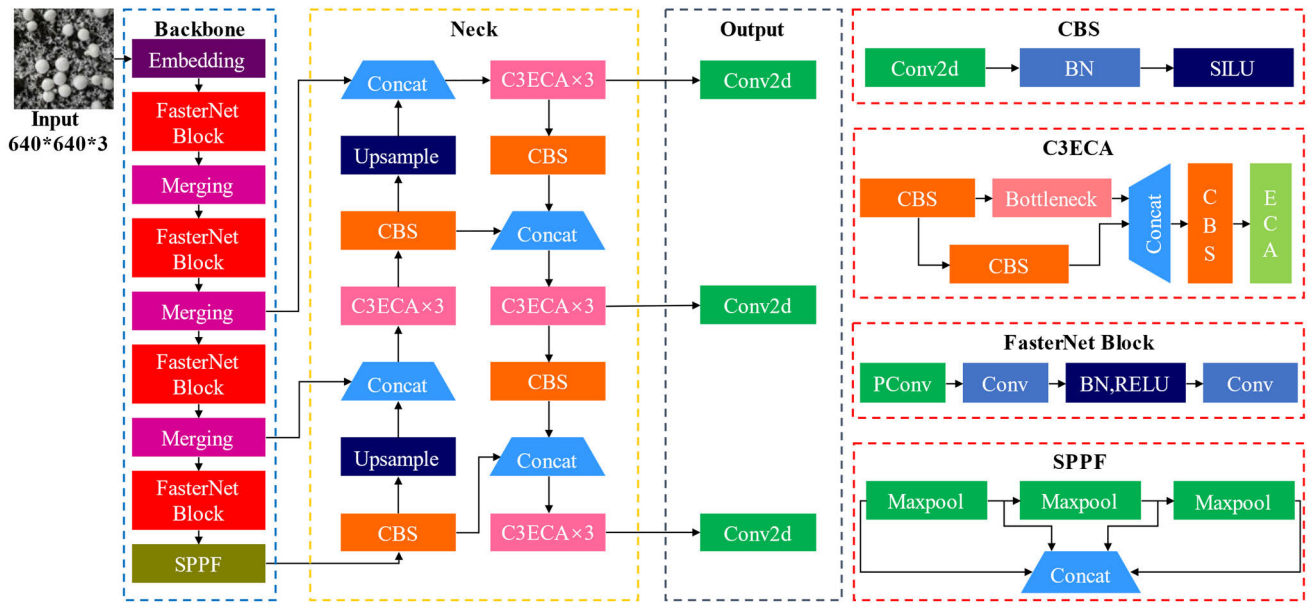 Input
640*640*3
Backbone
Embedding
FasterNet
Block
Merging
FasterNet
Block
Merging
FasterNet
Block
Merging
FasterNet
Block
SPPF
Neck
Concat
Upsample
CBS
C3ECA×3
Concat
Upsample
CBS
C3ECA×3
CBS
Concat
C3ECA×3
CBS
Concat
C3ECA×3
Output
Conv2d
Conv2d
Conv2d
CBS
Conv2d BN SILU
C3ECA
CBS Bottleneck
CBS
Concat
C
B
S
E
C
A
FasterNet Block
PConv Conv BN,RELU Conv
SPPF
Maxpool Maxpool Maxpool
Concat